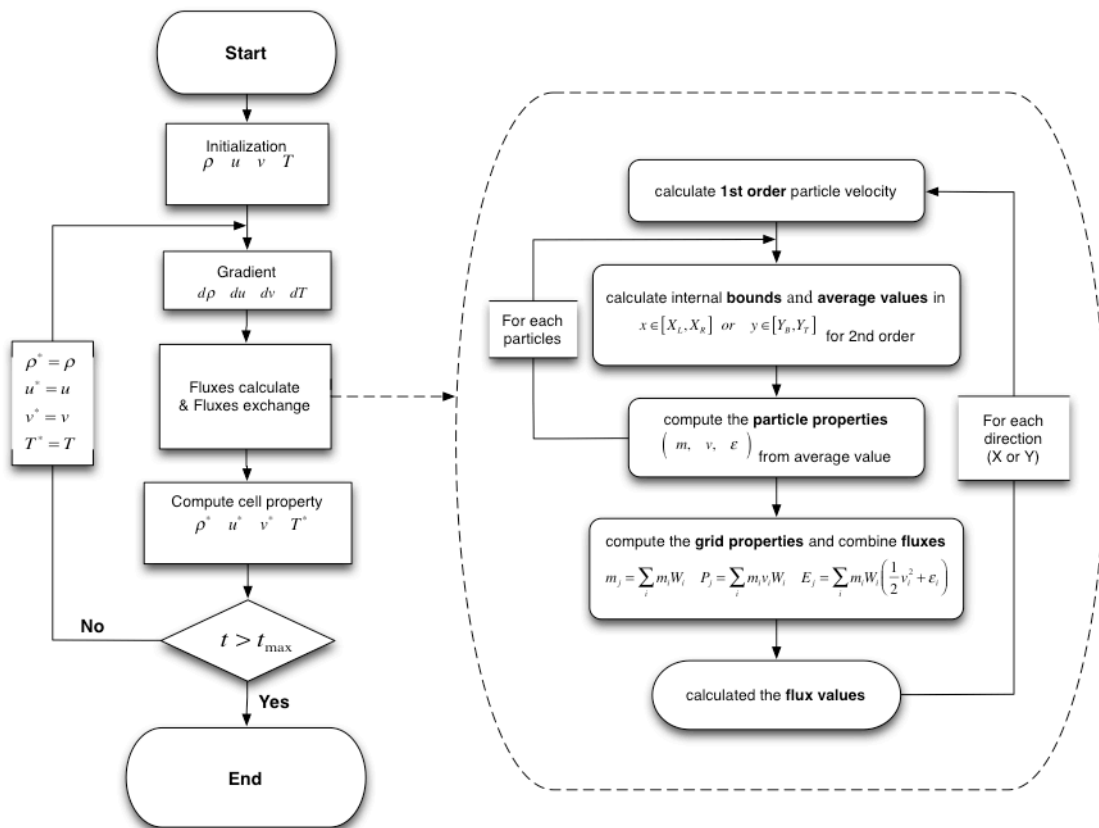 Start
Initialization
ρ u v T
Gradient
dρ du dv dT
Fluxes calculate
& Fluxes exchange
Compute cell property
ρ* u* v* T*
t > t_max
No
Yes
End
ρ* = ρ
u* = u
v* = v
T* = T
calculate 1st order particle velocity
calculate internal bounds and average values in
x ∈ [X_L, X_R] or y ∈ [Y_B, Y_T] for 2nd order
For each
particles
compute the particle properties
( m, v, ε ) from average value
For each
direction
(X or Y)
compute the grid properties and combine fluxes
m_j = ∑_i m_i W_i P_j = ∑_i m_i v_i W_i E_j = ∑_i m_i W_i (1/2 v_i^2 + ε_i)
calculated the flux values